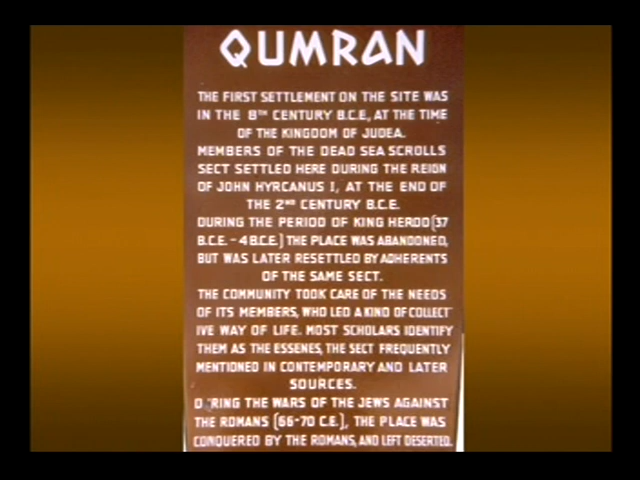 QUMRAN
THE FIRST SETTLEMENT ON THE SITE WAS
IN THE 8TH CENTURY B.C.E, AT THE TIME
OF THE KINGDOM OF JUDEA.
MEMBERS OF THE DEAD SEA SCROLLS
SECT SETTLED HERE DURING THE REIGN
OF JOHN HYRCANUS I, AT THE END OF
THE 2ND CENTURY B.C.E.
DURING THE PERIOD OF KING HEROD (37
B.C.E. - 4 B.C.E.) THE PLACE WAS ABANDONED,
BUT WAS LATER RESETTLED BY ADHERENTS
OF THE SAME SECT.
THE COMMUNITY TOOK CARE OF THE NEEDS
OF ITS MEMBERS, WHO LED A KIND OF COLLECT
IVE WAY OF LIFE. MOST SCHOLARS IDENTIFY
THEM AS THE ESSENES, THE SECT FREQUENTLY
MENTIONED IN CONTEMPORARY AND LATER
SOURCES.
DURING THE WARS OF THE JEWS AGAINST
THE ROMANS (66-70 C.E.), THE PLACE WAS
CONQUERED BY THE ROMANS, AND LEFT DESERTED.